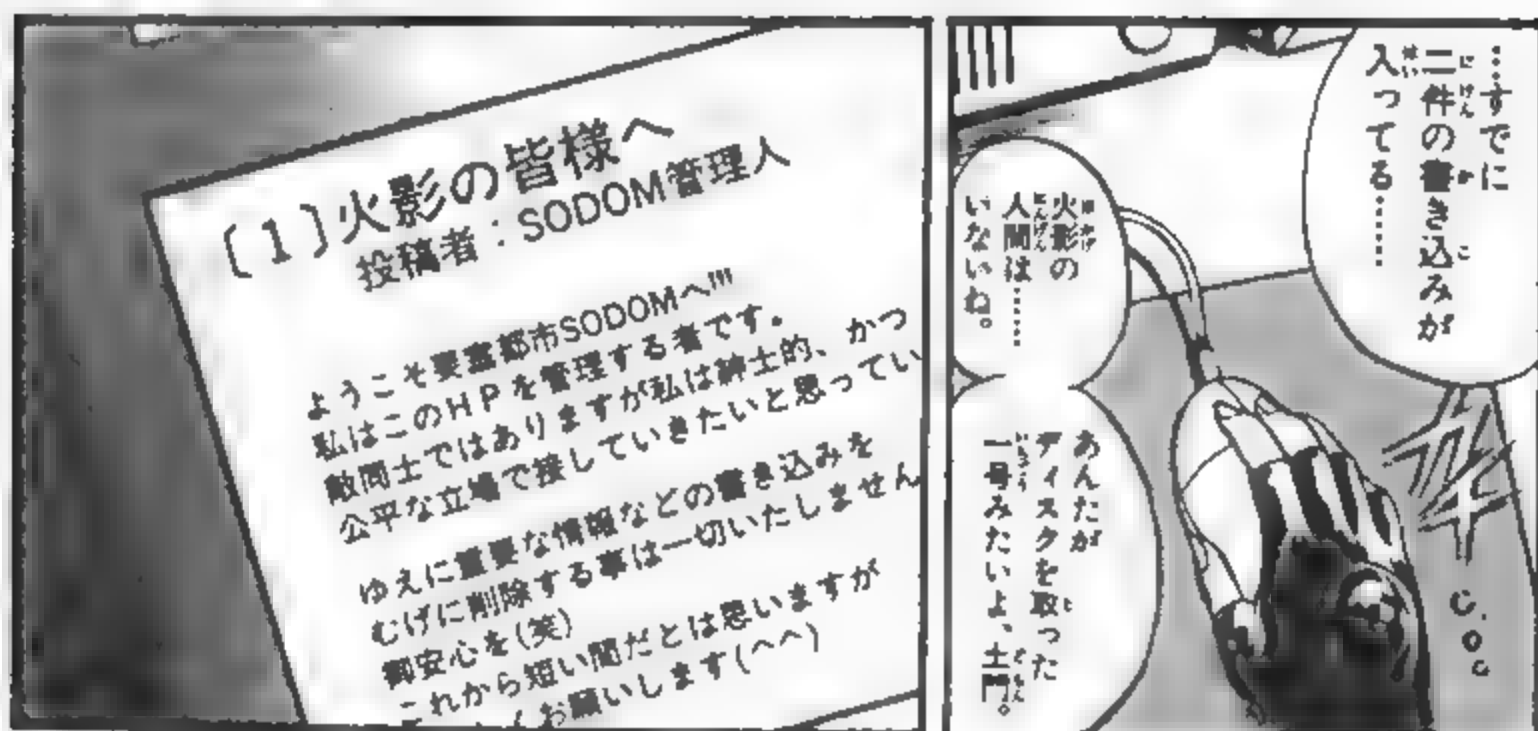 ……すでに
二件の書き込みが
入ってる……
火影の
人間は……
いないね。
あんたが
ディスクを取った
一号みたいよ、土門。
〔1〕火影の皆様へ
投稿者：SODOM管理人
ようこそ要塞都市SODOMへ!!!
私はこのHPを管理する者です。
敵同士ではありますが私は紳士的、かつ
公平な立場で接していきたいと思ってい
ゆえに重要な情報などの書き込みを
むげに削除する事は一切いたしません
御安心を(笑)
これから短い間だとは思いますが
くお願いします(^^)